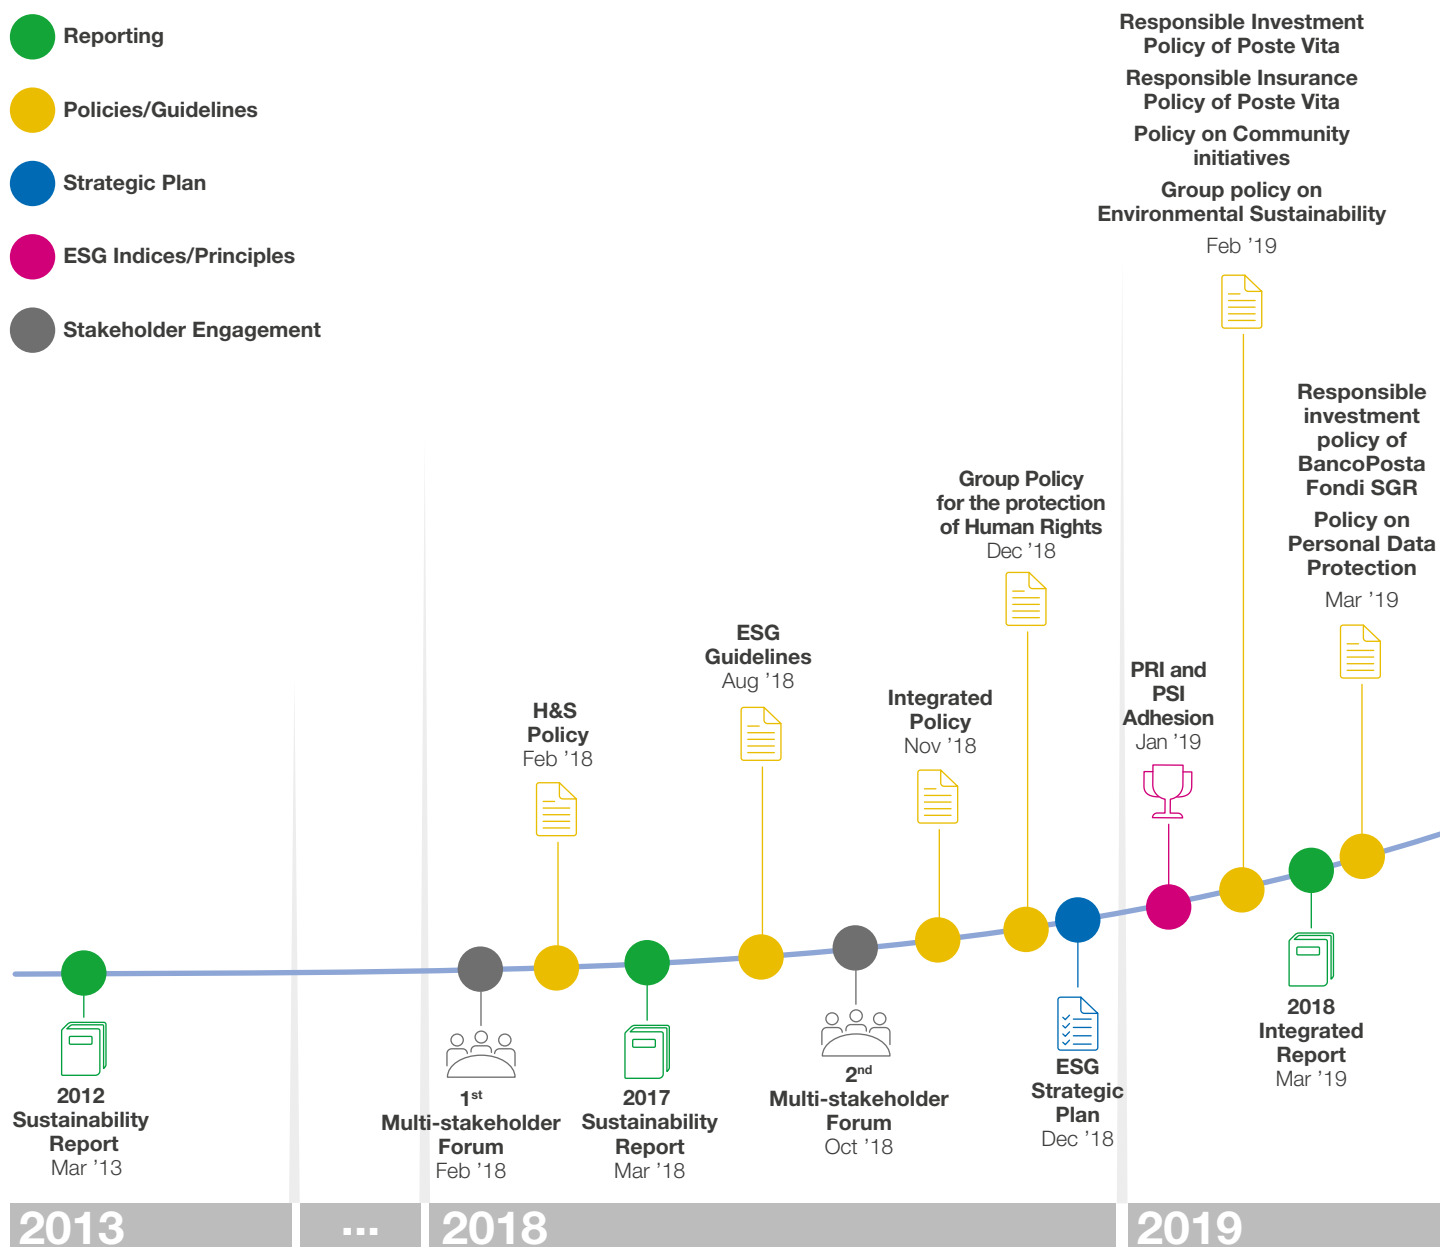 Reporting
Policies/Guidelines
Strategic Plan
ESG Indices/Principles
Stakeholder Engagement
Responsible Investment
Policy of Poste Vita
Responsible Insurance
Policy of Poste Vita
Policy on Community
initiatives
Group policy on
Environmental Sustainability
Feb ’19
Responsible
investment
policy of
BancoPosta
Fondi SGR
Policy on
Personal Data
Protection
Mar ’19
Group Policy
for the protection
of Human Rights
Dec ’18
ESG
Guidelines
Aug ’18
PRI and
PSI
Adhesion
Jan ’19
Integrated
Policy
Nov ’18
H&S
Policy
Feb ’18
2012
Sustainability
Report
Mar ’13
1st
Multi-stakeholder
Forum
Feb ’18
2017
Sustainability
Report
Mar ’18
2nd
Multi-stakeholder
Forum
Oct ’18
ESG
Strategic
Plan
Dec ’18
2018
Integrated
Report
Mar ’19
2013
...
2018
2019